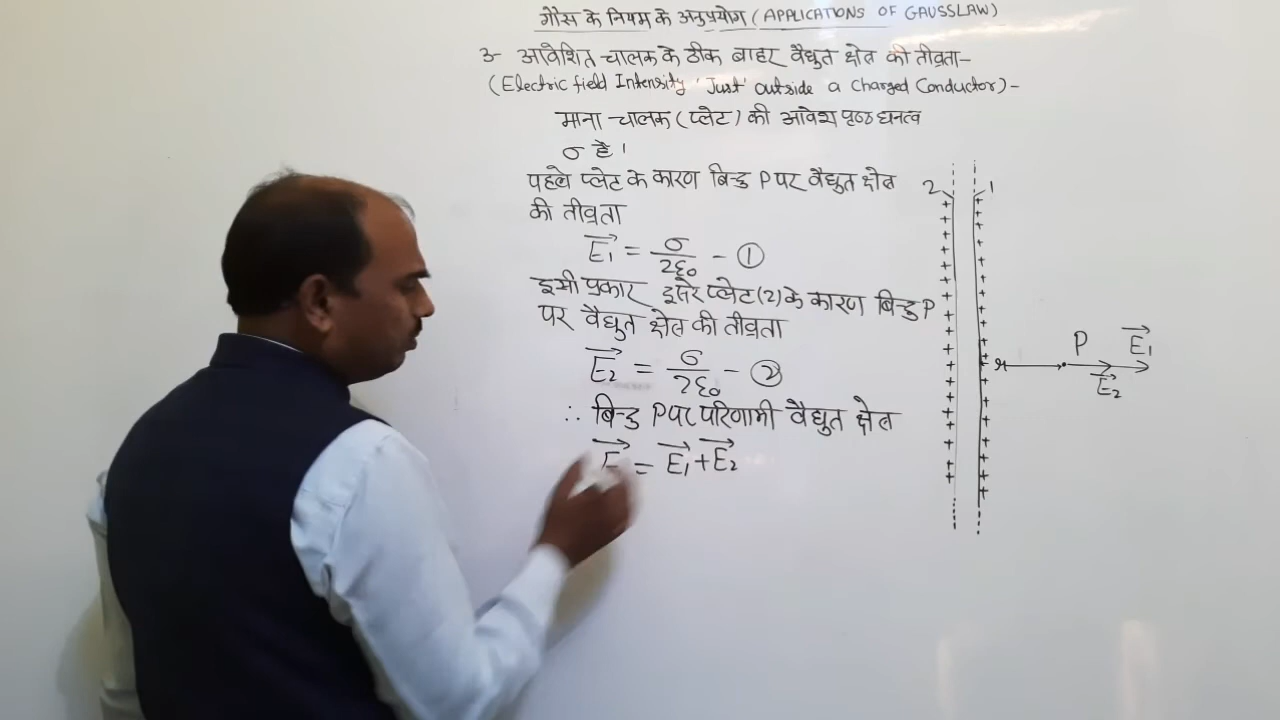 गौस के नियम के अनुप्रयोग (APPLICATIONS OF GAUSSLAW)
3- आवेशित चालक के ठीक बाहर वैद्युत क्षेत्र की तीव्रता-
(Electric field Intensity 'Just' outside a Charged Conductor)-
माना चालक (प्लेट) की आवेश पृष्ठ घनत्व
σ है।
पहले प्लेट के कारण बिन्दु P पर वैद्युत क्षेत्र
की तीव्रता
E₁ = σ/2ε₀ - ①
इसी प्रकार दूसरे प्लेट (2) के कारण बिन्दु P
पर वैद्युत क्षेत्र की तीव्रता
E₂ = σ/2ε₀ - ②
∴ बिन्दु P पर परिणामी वैद्युत क्षेत्र
E = E₁ + E₂
2 1
P E₁
r
E₂